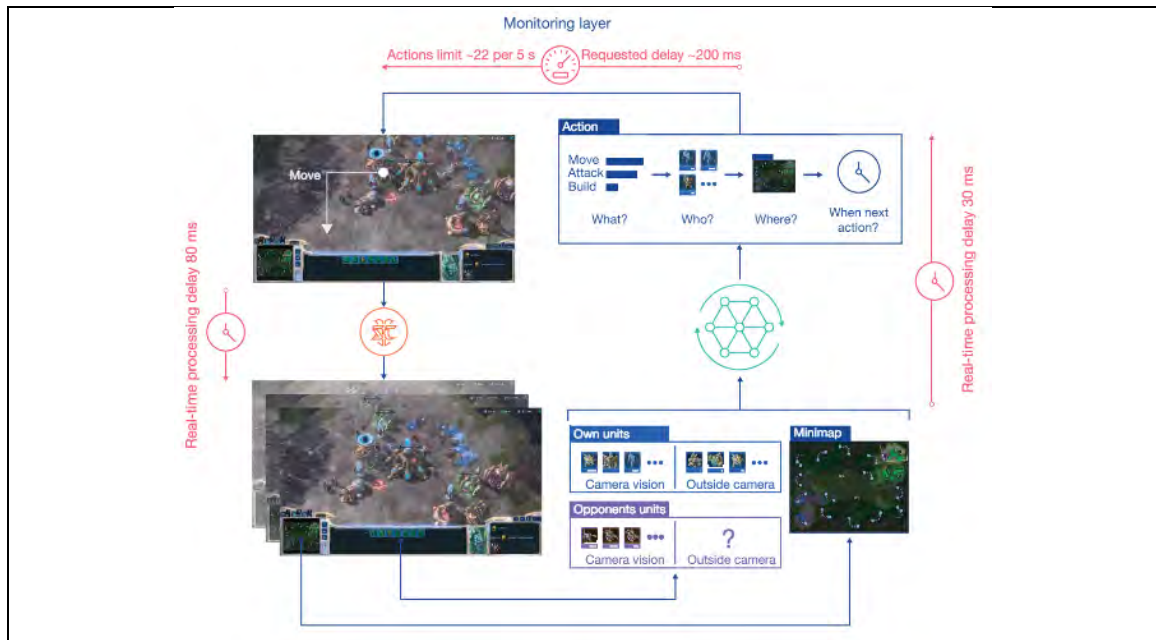 Monitoring layer
Actions limit ~22 per 5 s
Requested delay ~200 ms
Action
Move
Attack
Build
What?
Who?
Where?
When next
action?
Move
Real-time processing delay 80 ms
Real-time processing delay 30 ms
Own units
Camera vision
Outside camera
Minimap
Opponents units
?
Camera vision
Outside camera